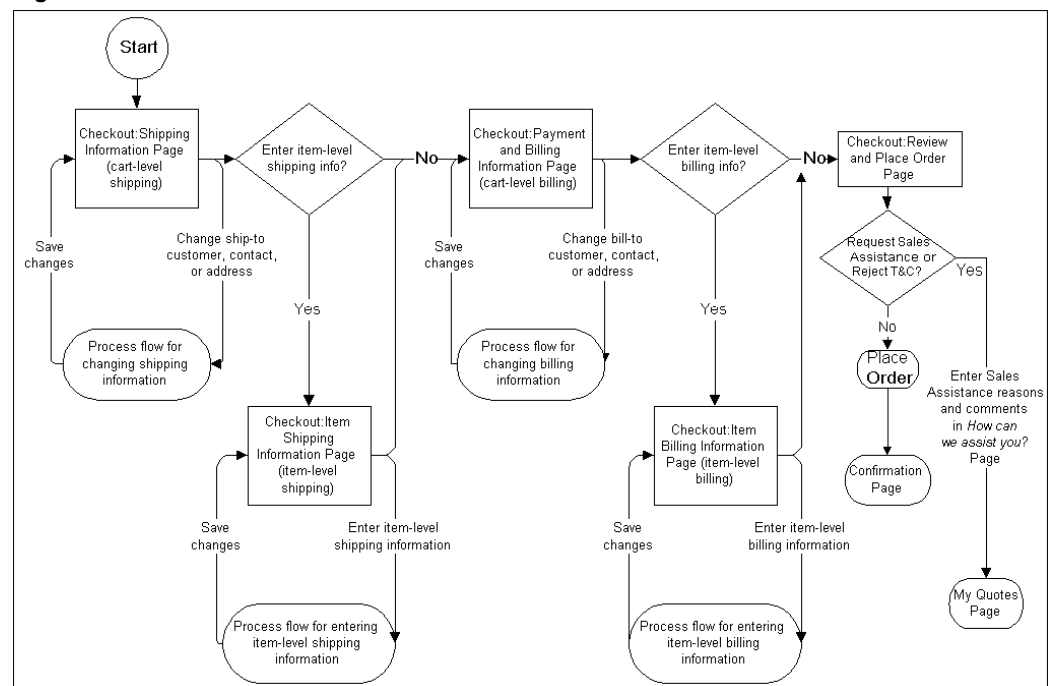 Start
Checkout:Shipping
Information Page
(cart-level
shipping)
Enter item-level
shipping info?
No
Checkout:Payment
and Billing
Information Page
(cart-level billing)
Enter item-level
billing info?
No
Checkout:Review
and Place Order
Page
Save
changes
Change ship-to
customer, contact,
or address
Yes
Save
changes
Change bill-to
customer, contact,
or address
Yes
Request Sales
Assistance or
Reject T&C?
Yes
No
Process flow for
changing shipping
information
Process flow for
changing billing
information
Place
Order
Enter Sales
Assistance reasons
and comments
in How can
we assist you?
Page
Checkout:Item
Shipping
Information Page
(item-level
shipping)
Checkout:Item
Billing Information
Page (item-level
billing)
Confirmation
Page
Save
changes
Enter item-level
shipping information
Save
changes
Enter item-level
billing information
My Quotes
Page
Process flow for entering
item-level shipping
information
Process flow for entering
item-level billing
information